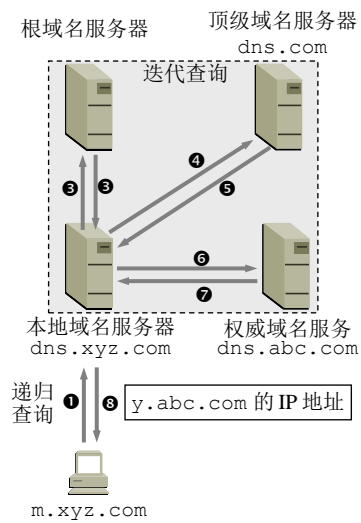 根域名服务器
顶级域名服务器
dns.com
迭代查询
❸
❸
❹
❺
❻
❼
本地域名服务器
dns.xyz.com
权威域名服务
dns.abc.com
递归
查询
❶
❽
y.abc.com 的 IP 地址
m.xyz.com